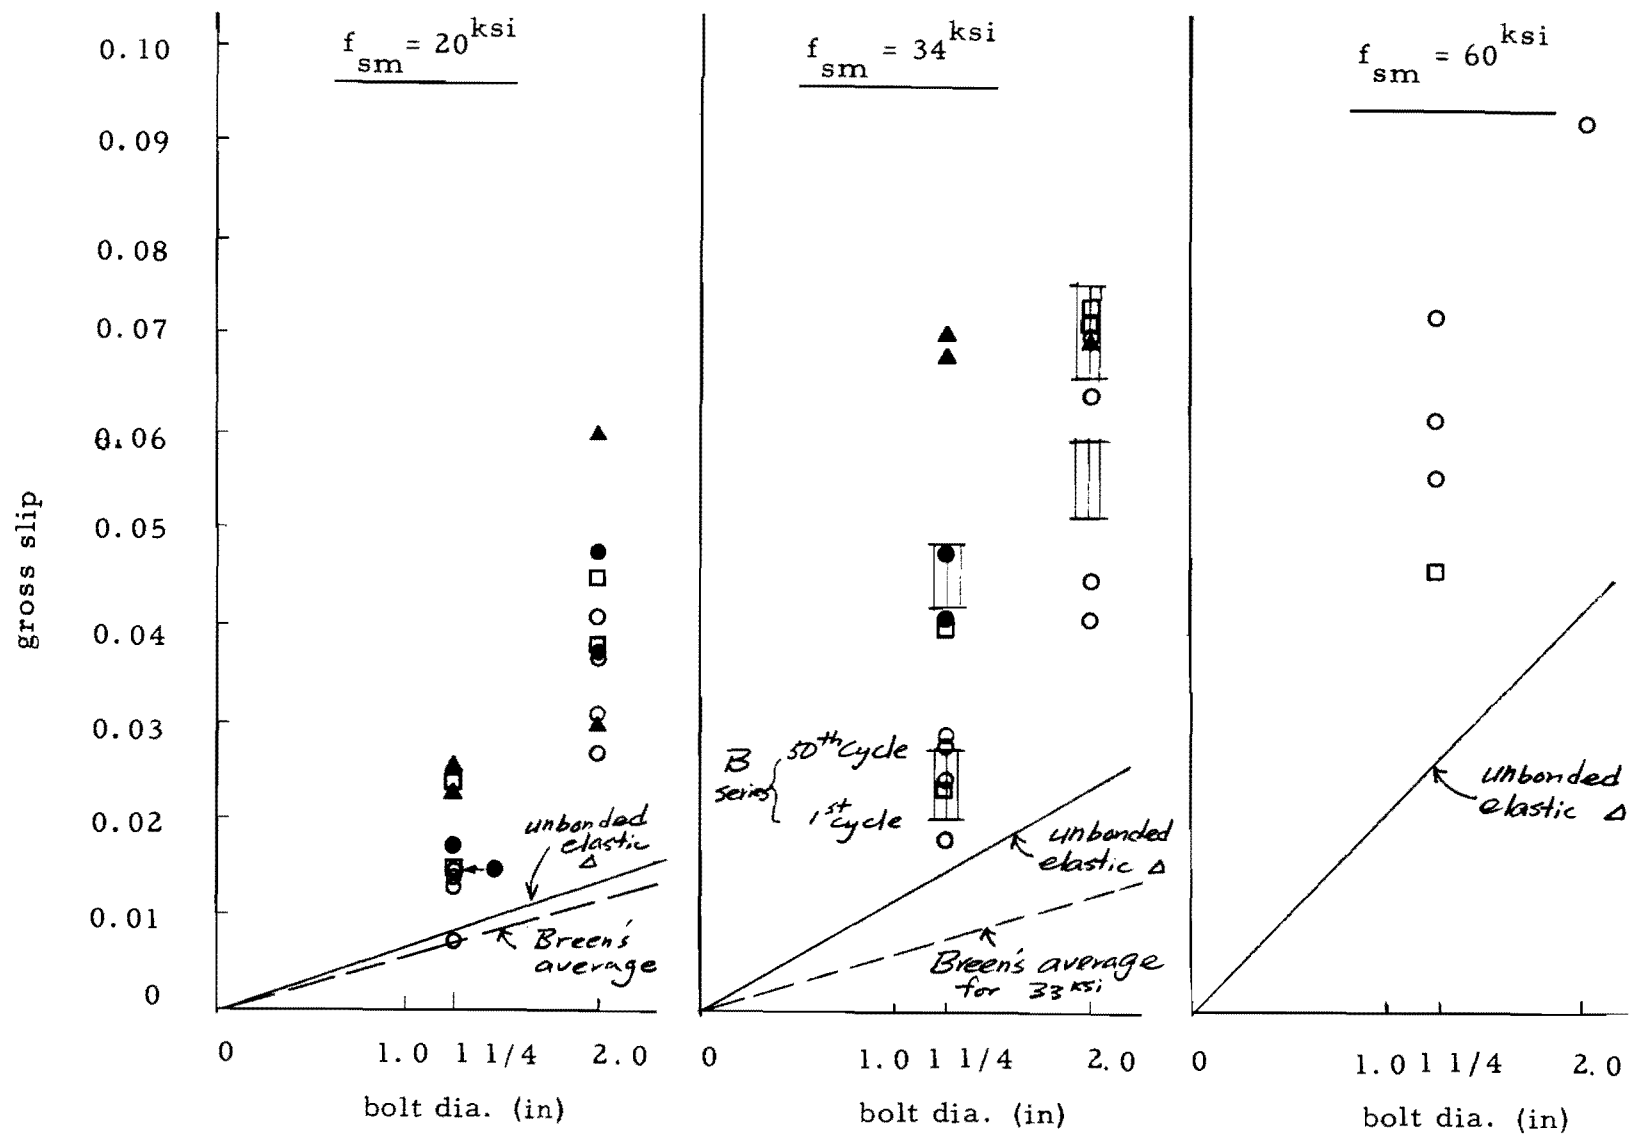 f_sm = 20^ksi
f_sm = 34^ksi
f_sm = 60^ksi
gross slip
0.10
0.09
0.08
0.07
0.06
0.05
0.04
0.03
0.02
0.01
0
unbonded
elastic
Δ
Breen's
average
B
series
50th cycle
1st
cycle
unbonded
elastic Δ
Breen's average
for 33 ksi
unbonded
elastic Δ
0 1.0 1 1/4 2.0
bolt dia. (in)
0 1.0 1 1/4 2.0
bolt dia. (in)
0 1.0 1 1/4 2.0
bolt dia. (in)